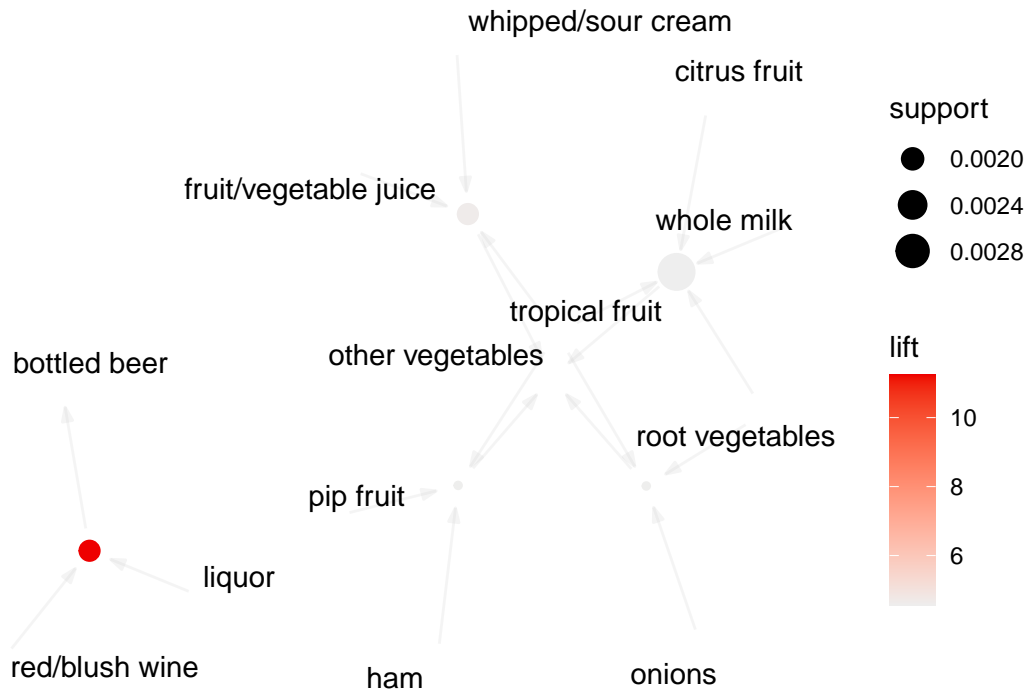 whipped/sour cream
citrus fruit
support
0.0020
fruit/vegetable juice
0.0024
whole milk
0.0028
tropical fruit
lift
other vegetables
bottled beer
10
root vegetables
8
pip fruit
6
liquor
red/blush wine
ham
onions